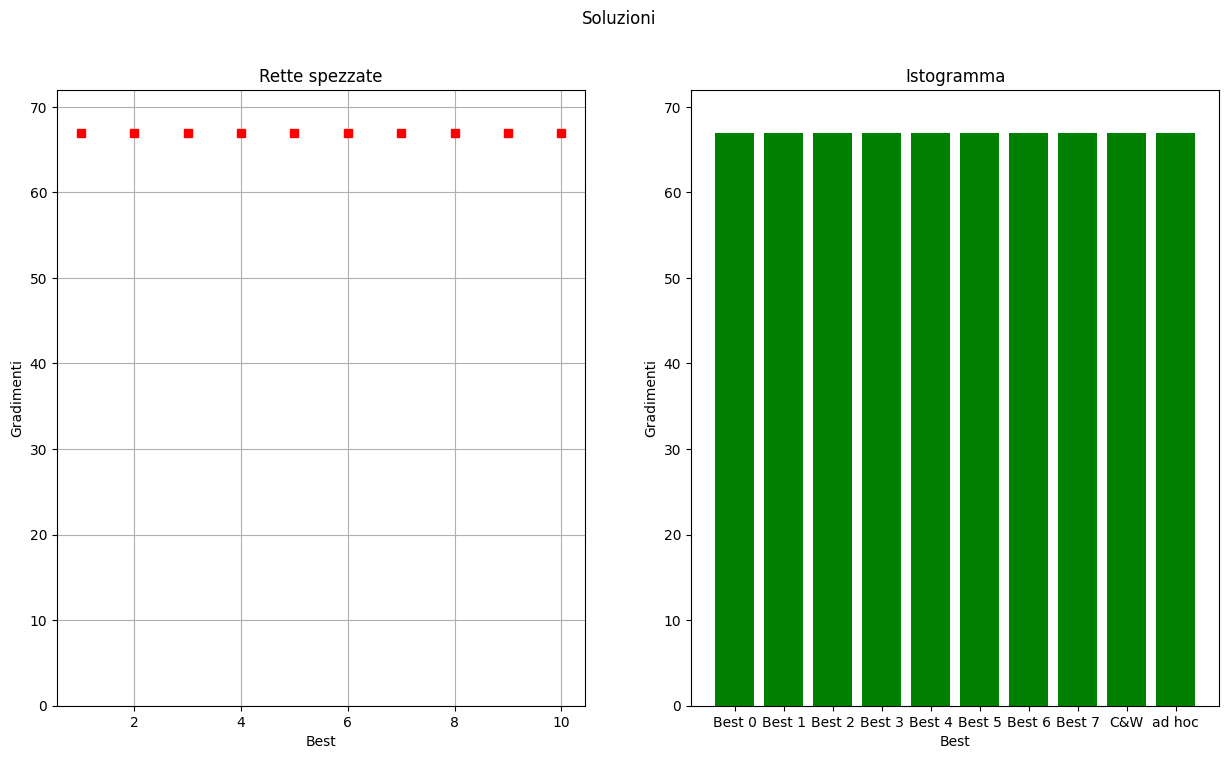 Soluzioni
Rette spezzate
70
60
50
40
30
20
10
0
Gradimenti
2 4 6 8 10
Best
Istogramma
70
60
50
40
30
20
10
0
Gradimenti
Best 0 Best 1 Best 2 Best 3 Best 4 Best 5 Best 6 Best 7 C&W ad hoc
Best